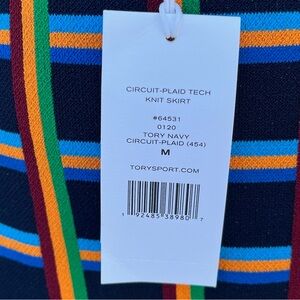 CIRCUIT-PLAID TECH
KNIT SKIRT
#64531
0120
TORY NAVY
CIRCUIT-PLAID (454)
M
TORYSPORT.COM
1 92485 38980 7